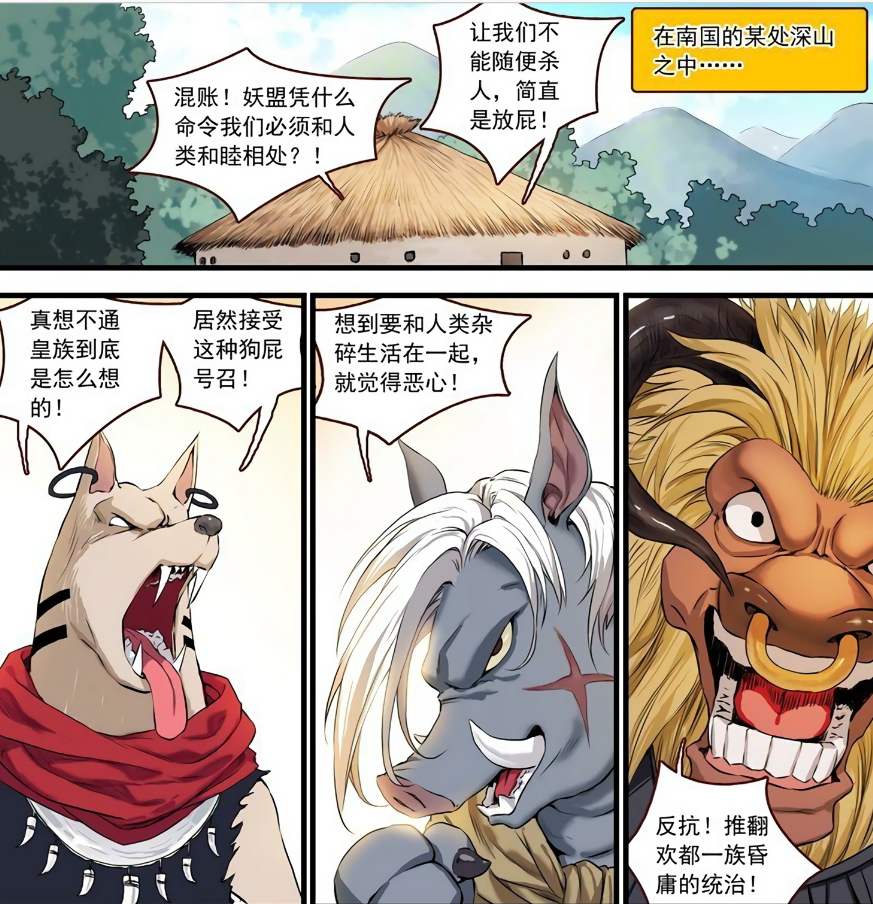 在南国的某处深山
之中……
混账！妖盟凭什么
命令我们必须和人
类和睦相处？！
让我们不
能随便杀
人，简直
是放屁！
真想不通
皇族到底
是怎么想
的！
居然接受
这种狗屁
号召！
想到要和人类杂
碎生活在一起，
就觉得恶心！
反抗！推翻
欢都一族昏
庸的统治！